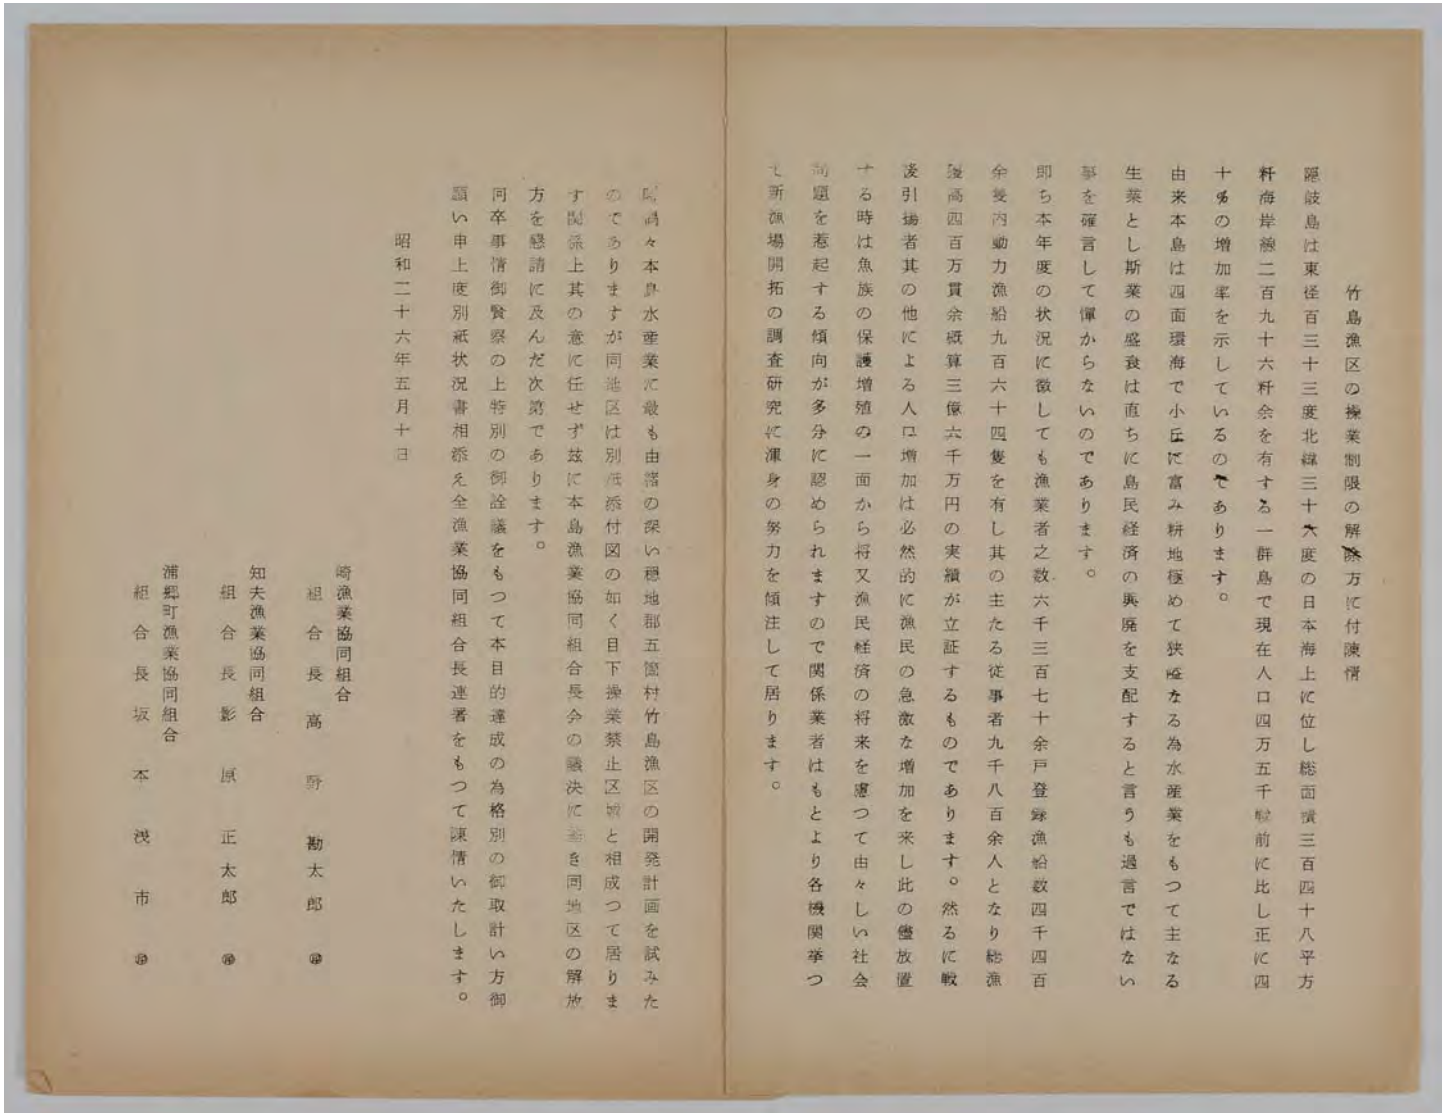 竹島漁区の操業制限の解除方に付陳情
隠岐島は東径百三十三度北緯三十六度の日本海上に位し総面積三百四十八平方
粁海岸線二百九十六粁余を有する一群島で現在人口四万五千戦前に比し正に四
十%の増加率を示しているのであります。
由来本島は四面環海で小丘に富み耕地極めて狭隘なる為水産業をもつて主なる
生業とし斯業の盛衰は直ちに島民経済の興廃を支配すると言うも過言ではない
事を確言して憚からないのであります。
即ち本年度の状況に徴しても漁業者之数六千三百七十余戸登録漁船数四千四百
余隻内動力漁船九百六十四隻を有し其の主たる従事者九千八百余人となり総漁
獲高四百万貫余概算三億六千万円の実績が立証するものであります。然るに戦
後引揚者其の他による人口増加は必然的に漁民の急激な増加を来し此の儘放置
する時は魚族の保護増殖の一面から将又漁民経済の将来を慮つて由々しい社会
問題を惹起する傾向が多分に認められますので関係業者はもとより各機関挙つ
て新漁場開拓の調査研究に渾身の努力を傾注して居ります。
偶々本島水産業に最も由緒の深い穏地郡五箇村竹島漁区の開発計画を試みた
のでありますが同地区は別紙添付図の如く目下操業禁止区域と相成つて居りま
す関係上其の意に任せず玆に本島漁業協同組合長会の議決に基き同地区の解放
方を懇請に及んだ次第であります。
何卒事情御賢察の上特別の御詮議をもつて本目的達成の為格別の御取計い方御
願い申上度別紙状況書相添え全漁業協同組合長連署をもつて陳情いたします。
昭和二十六年五月十日
崎漁業協同組合
組合長 高野勘太郎 ㊞
知夫漁業協同組合
組合長 影原正太郎 ㊞
浦郷町漁業協同組合
組合長 坂本浅市 ㊞